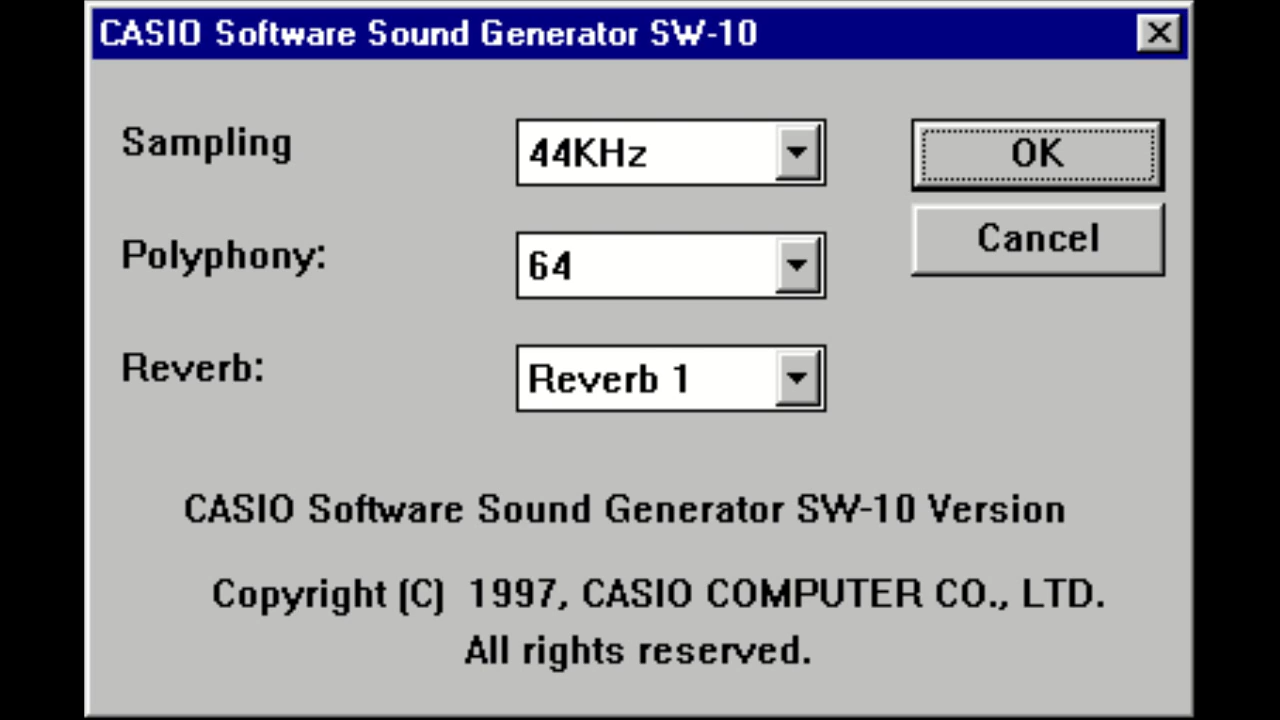 CASIO Software Sound Generator SW-10
Sampling
44KHz
OK
Cancel
Polyphony:
64
Reverb:
Reverb 1
CASIO Software Sound Generator SW-10 Version
Copyright (C)  1997, CASIO COMPUTER CO., LTD.
All rights reserved.